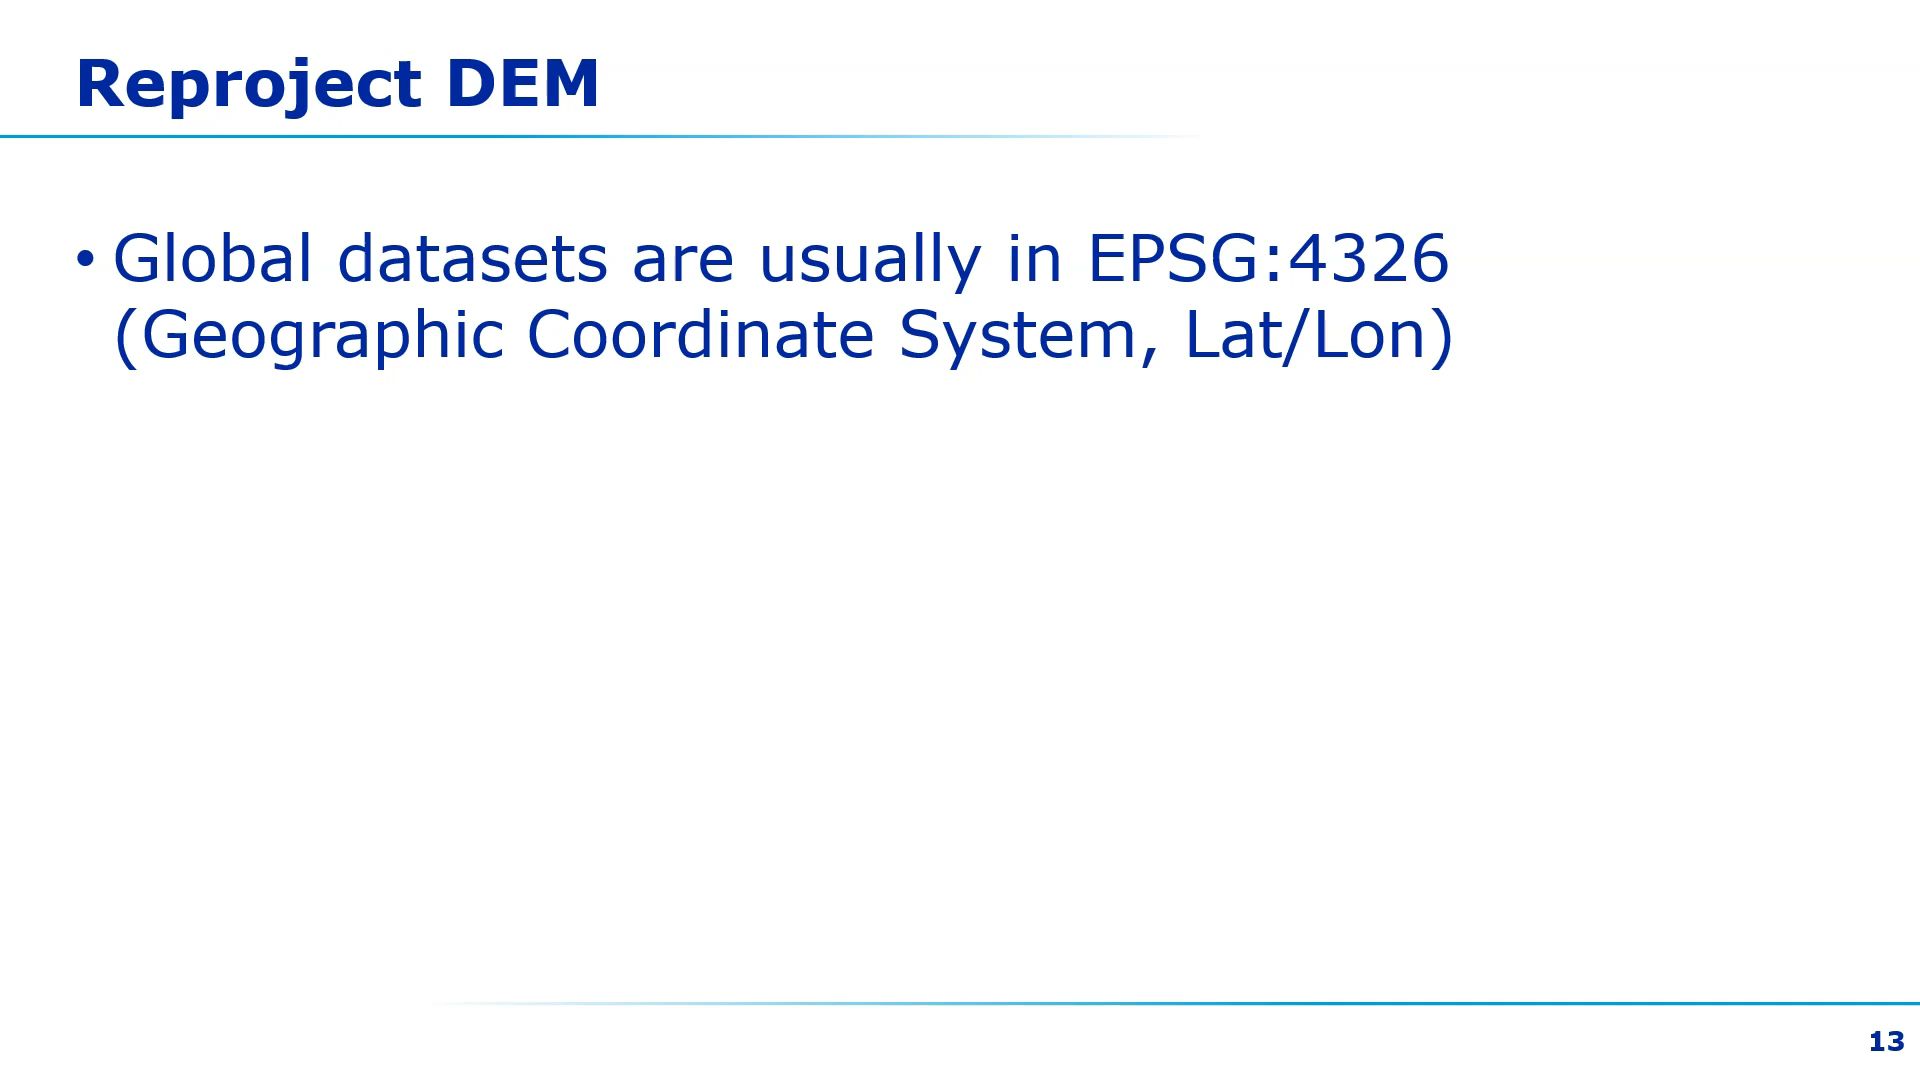 Reproject DEM
• Global datasets are usually in EPSG:4326
(Geographic Coordinate System, Lat/Lon)
13